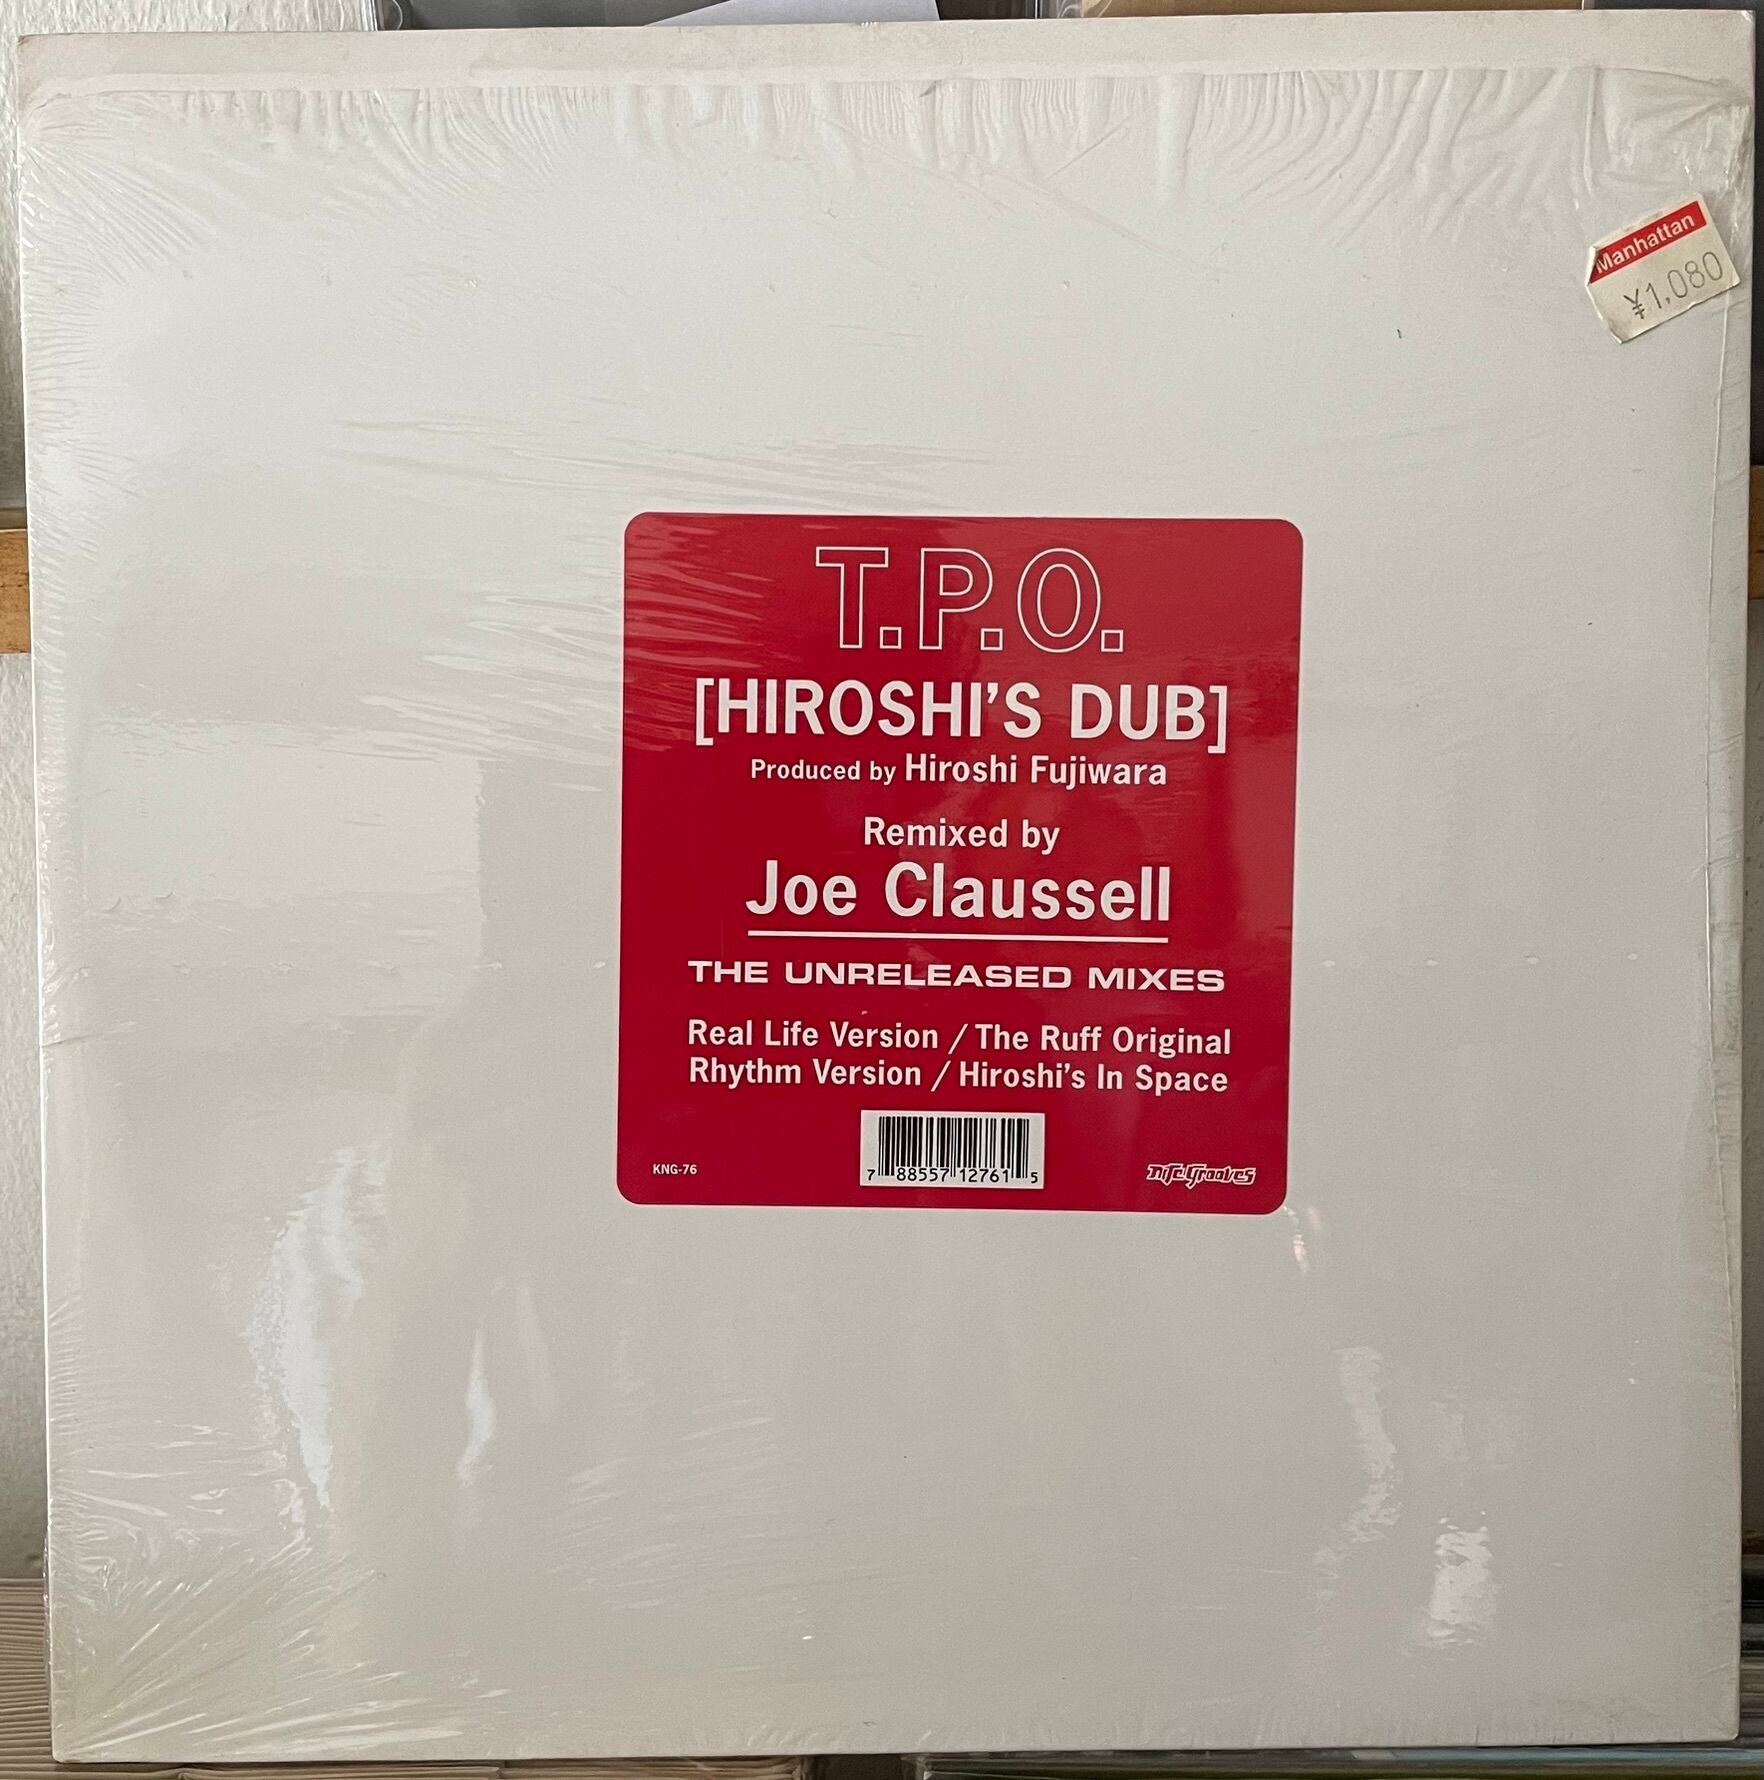 Manhattan
¥1,080
T.P.O.
[HIROSHI'S DUB]
Produced by Hiroshi Fujiwara
Remixed by
Joe Claussell
THE UNRELEASED MIXES
Real Life Version / The Ruff Original
Rhythm Version / Hiroshi's In Space
KNG-76
7 88557 12761 5
nite grooves